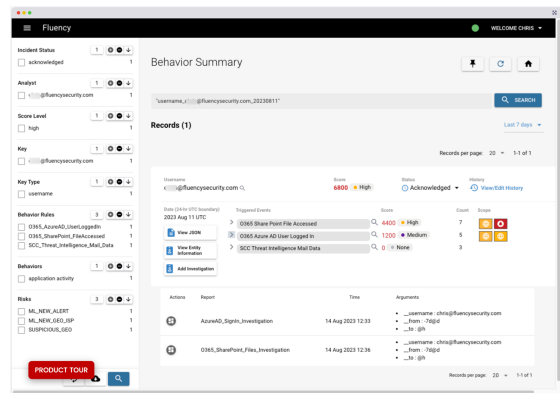 Fluency
WELCOME CHRIS
Incident Status 1
acknowledged 1
Analyst 1
@fluencysecurity.com 1
Score Level 1
high 1
Key 1
@fluencysecurity.com 1
Key Type 1
username 1
Behavior Rules 3
O365_AzureAD_UserLoggedIn 1
O365_SharePoint_FileAccessed 1
SCC_Threat_Intelligence_Mail_Data 1
Behaviors 1
application activity 1
Risks 3
ML_NEW_ALERT 1
ML_NEW_GEO_ISP 1
SUSPICIOUS_GEO 1
PRODUCT TOUR
Behavior Summary
"username_c @fluencysecurity.com_20230811"
SEARCH
Records (1)
Last 7 days
Records per page: 20 1-1 of 1
Username Score Status History
@fluencysecurity.com 6800 High Acknowledged View/Edit History
Date (24-hr UTC boundary) Triggered Events Score Count Scope
2023 Aug 11 UTC
O365 Share Point File Accessed 4400 High 7
View JSON
O365 Azure AD User Logged In 1200 Medium 5
View Entity Information
SCC Threat Intelligence Mail Data 0 None 3
Add Investigation
Actions Report Time Arguments
AzureAD_SignIn_Investigation 14 Aug 2023 12:33
__username : chris@fluencysecurity.com
__from : -7d@d
__to : @h
O365_SharePoint_Files_Investigation 14 Aug 2023 12:36
__username : chris@fluencysecurity.com
__from : -7d@d
__to : @h
Records per page: 20 1-1 of 1